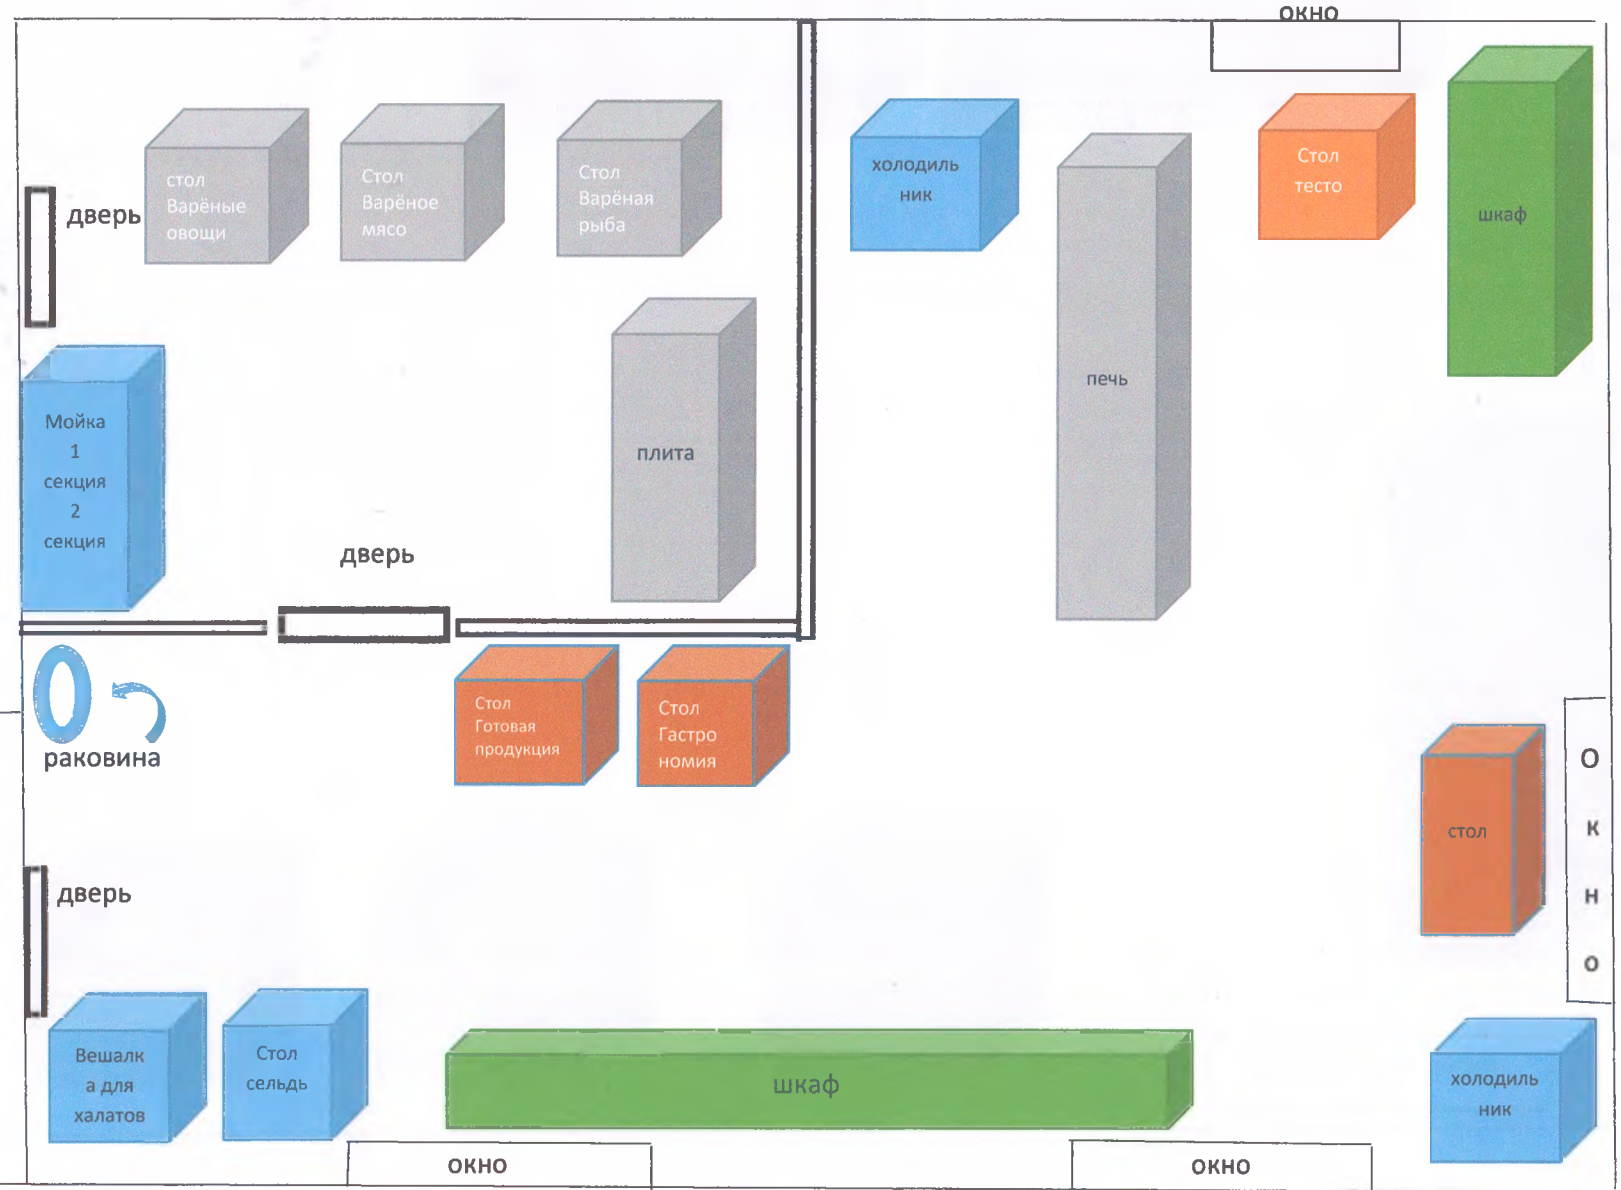 окно
стол
Варёные
овощи
Стол
Варёное
мясо
Стол
Варёная
рыба
холодиль
ник
Стол
тесто
шкаф
дверь
печь
Мойка
1
секция
2
секция
плита
дверь
раковина
Стол
Готовая
продукция
Стол
Гастро
номия
стол
О
К
Н
О
дверь
Вешалк
а для
халатов
Стол
сельдь
шкаф
холодиль
ник
окно
окно